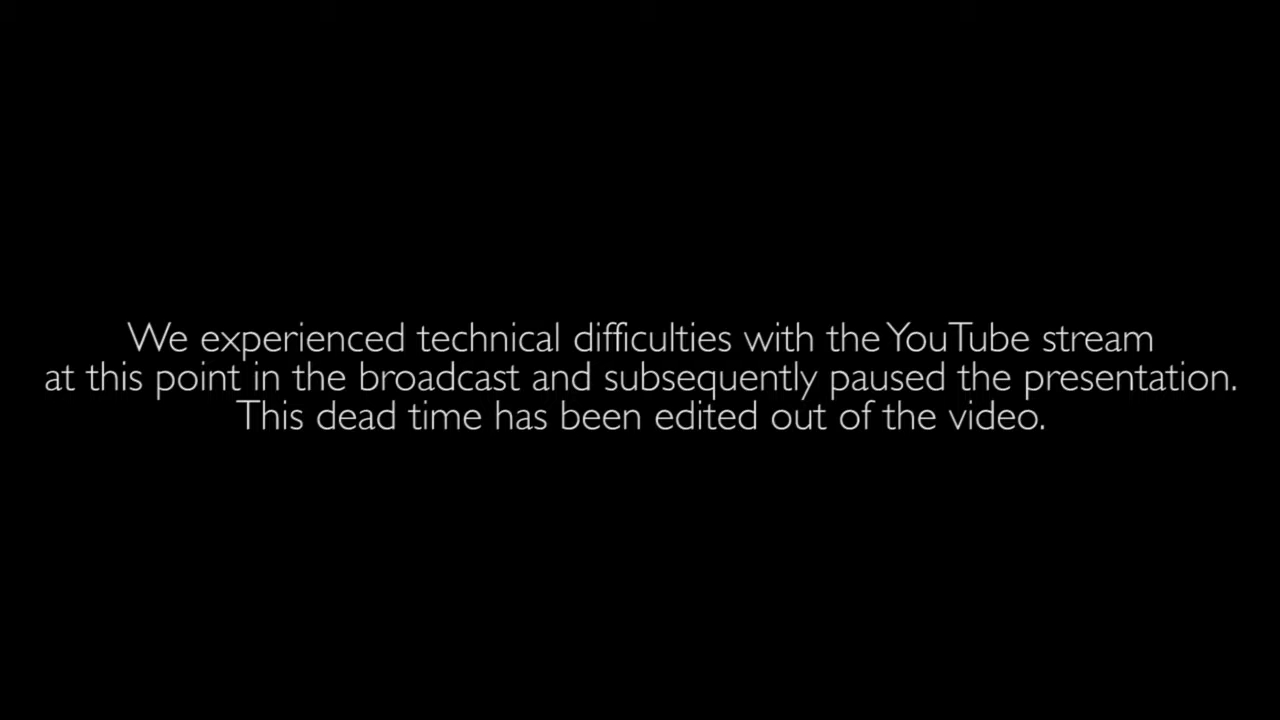 We experienced technical difficulties with the YouTube stream
at this point in the broadcast and subsequently paused the presentation.
This dead time has been edited out of the video.